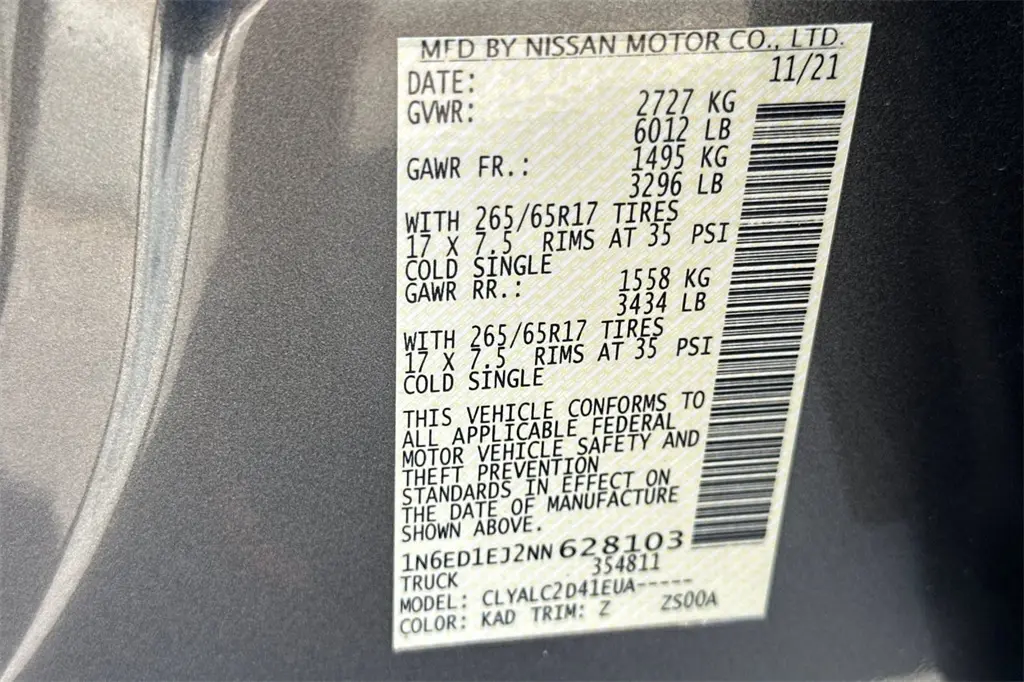 MFD BY NISSAN MOTOR CO., LTD.
DATE: 11/21
GVWR: 2727 KG
6012 LB
GAWR FR.: 1495 KG
3296 LB
WITH 265/65R17 TIRES
17 X 7.5 RIMS AT 35 PSI
COLD SINGLE
GAWR RR.: 1558 KG
3434 LB
WITH 265/65R17 TIRES
17 X 7.5 RIMS AT 35 PSI
COLD SINGLE
THIS VEHICLE CONFORMS TO
ALL APPLICABLE FEDERAL
MOTOR VEHICLE SAFETY AND
THEFT PREVENTION
STANDARDS IN EFFECT ON
THE DATE OF MANUFACTURE
SHOWN ABOVE.
1N6ED1EJ2NN628103
354811
TRUCK
MODEL: CLYALC2D41EUA-----
COLOR: KAD TRIM: Z ZS00A